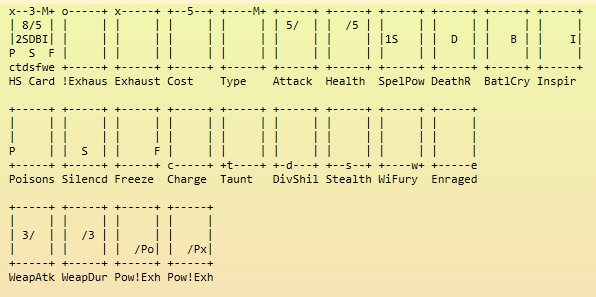 x--3-M+ o-----+ x-----+ +--5--+ +-----M+ +-----+ +-----+ +-----+ +-----+ +-----+ +-----+
| 8/5 | | | | | | | | | | 5/ | | /5 | | | | | | | | |
|2SDBI| | | | | | | | | | | | | |1S | | D | | B | | I|
P S F | | | | | | | | | | | | | | | | | | | | |
ctdsfwe +-----+ +-----+ +-----+ +-----+ +-----+ +-----+ +-----+ +-----+ +-----+ +-----+
HS Card !Exhaus Exhaust Cost Type Attack Health SpelPow DeathR BatlCry Inspir
+-----+ +-----+ +-----+ +-----+ +-----+ +-----+ +-----+ +-----+ +-----+
| | | | | | | | | | | | | | | | | |
| | | | | | | | | | | | | | | | | |
P | | S | | F | | | | | | | | | | |
+-----+ +-----+ +-----+ c-----+ +t----+ +-d---+ +---s-+ +----w+ +-----e
Poisons Silencd Freeze Charge Taunt DivShil Stealth WiFury Enraged
+-----+ +-----+ +-----+ +-----+
| | | | | | | |
| 3/ | | /3 | | | | |
| | | | | /Po| | /Px|
+-----+ +-----+ +-----+ +-----+
WeapAtk WeapDur Pow!Exh Pow!Exh